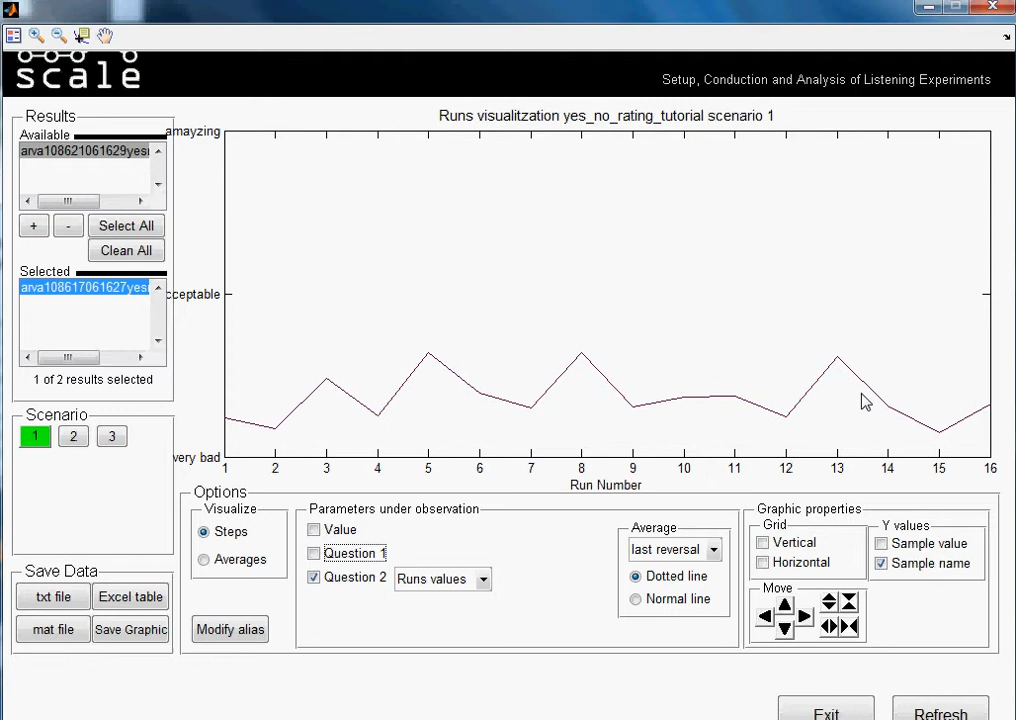 scale
Setup, Conduction and Analysis of Listening Experiments
Results
Available
arva108621061629yes
+
-
Select All
Clean All
Selected
arva108617061627yes
1 of 2 results selected
Scenario
1
2
3
Save Data
txt file
Excel table
mat file
Save Graphic
Runs visualitzation yes_no_rating_tutorial scenario 1
amayzing
cceptable
very bad
1 2 3 4 5 6 7 8 9 10 11 12 13 14 15 16
Run Number
Options
Visualize
Steps
Averages
Modify alias
Parameters under observation
Value
Question 1
Question 2
Runs values
Average
last reversal
Dotted line
Normal line
Graphic properties
Grid
Vertical
Horizontal
Y values
Sample value
Sample name
Move
Exit
Refresh